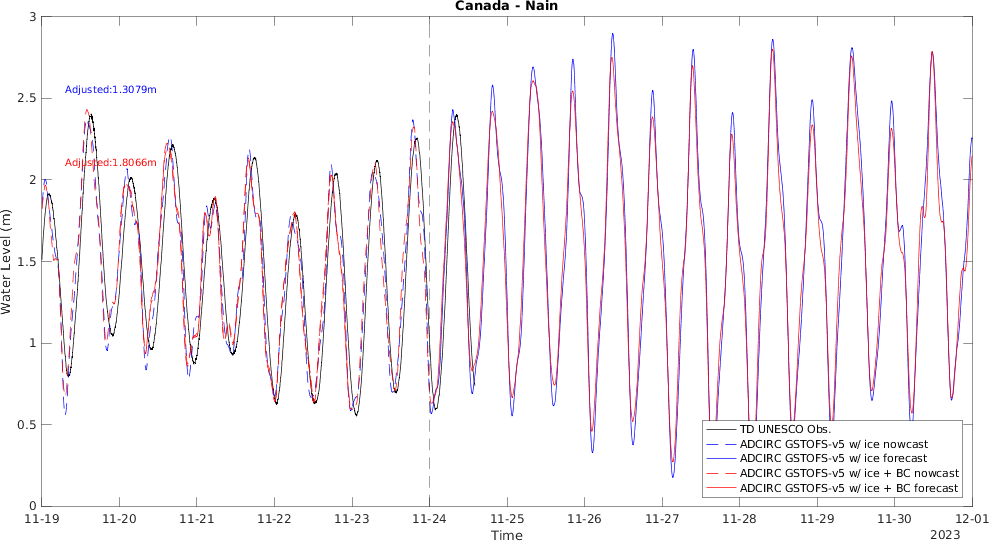 Canada - Nain
Water Level (m)
3
2.5
2
1.5
1
0.5
0
Adjusted:1.3079m
Adjusted:1.8066m
TD UNESCO Obs.
ADCIRC GSTOFS-v5 w/ ice nowcast
ADCIRC GSTOFS-v5 w/ ice forecast
ADCIRC GSTOFS-v5 w/ ice + BC nowcast
ADCIRC GSTOFS-v5 w/ ice + BC forecast
11-19 11-20 11-21 11-22 11-23 11-24 11-25 11-26 11-27 11-28 11-29 11-30 12-01
Time
2023